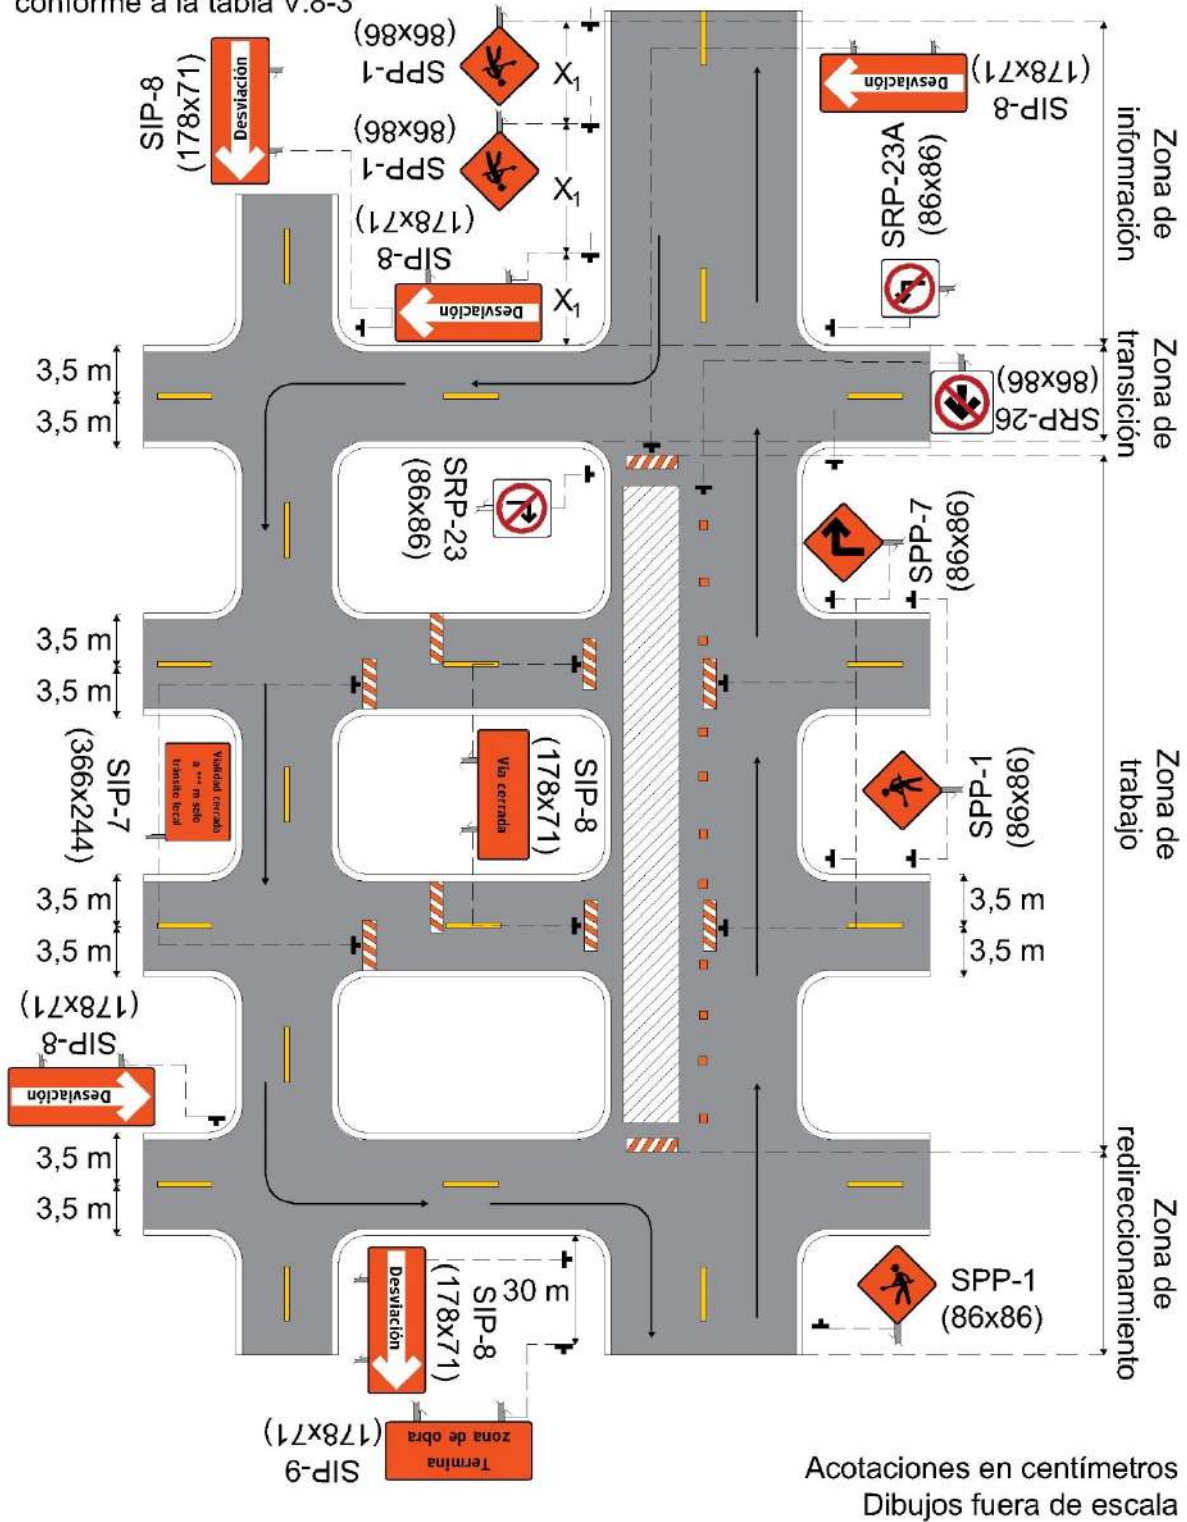 conforme a la tabla V.8-3
SPP-1
(86x86)
SPP-1
(86x86)
X₁
X₁
X₁
SIP-8
(178x71)
Desviación
SIP-8
(178x71)
Desviación
Desviación
SIP-8
(178x71)
SRP-23A
(86x86)
Zona de
infomración
Zona de
transición
3,5 m
3,5 m
SRP-26
(86x86)
SRP-23
(86x86)
SPP-7
(86x86)
3,5 m
3,5 m
SIP-7
(366x244)
Vialidad cerrada
a *** m solo
tránsito local
Vía cerrada
SIP-8
(178x71)
SPP-1
(89x86)
Zona de
trabajo
3,5 m
3,5 m
3,5 m
3,5 m
SIP-8
(178x71)
Desviación
3,5 m
3,5 m
Zona de
redireccionamiento
Desviación
SIP-8
(178x71)
30 m
SPP-1
(86x86)
SIP-9
(178x71)
Termina
zona de obra
Acotaciones en centímetros
Dibujos fuera de escala